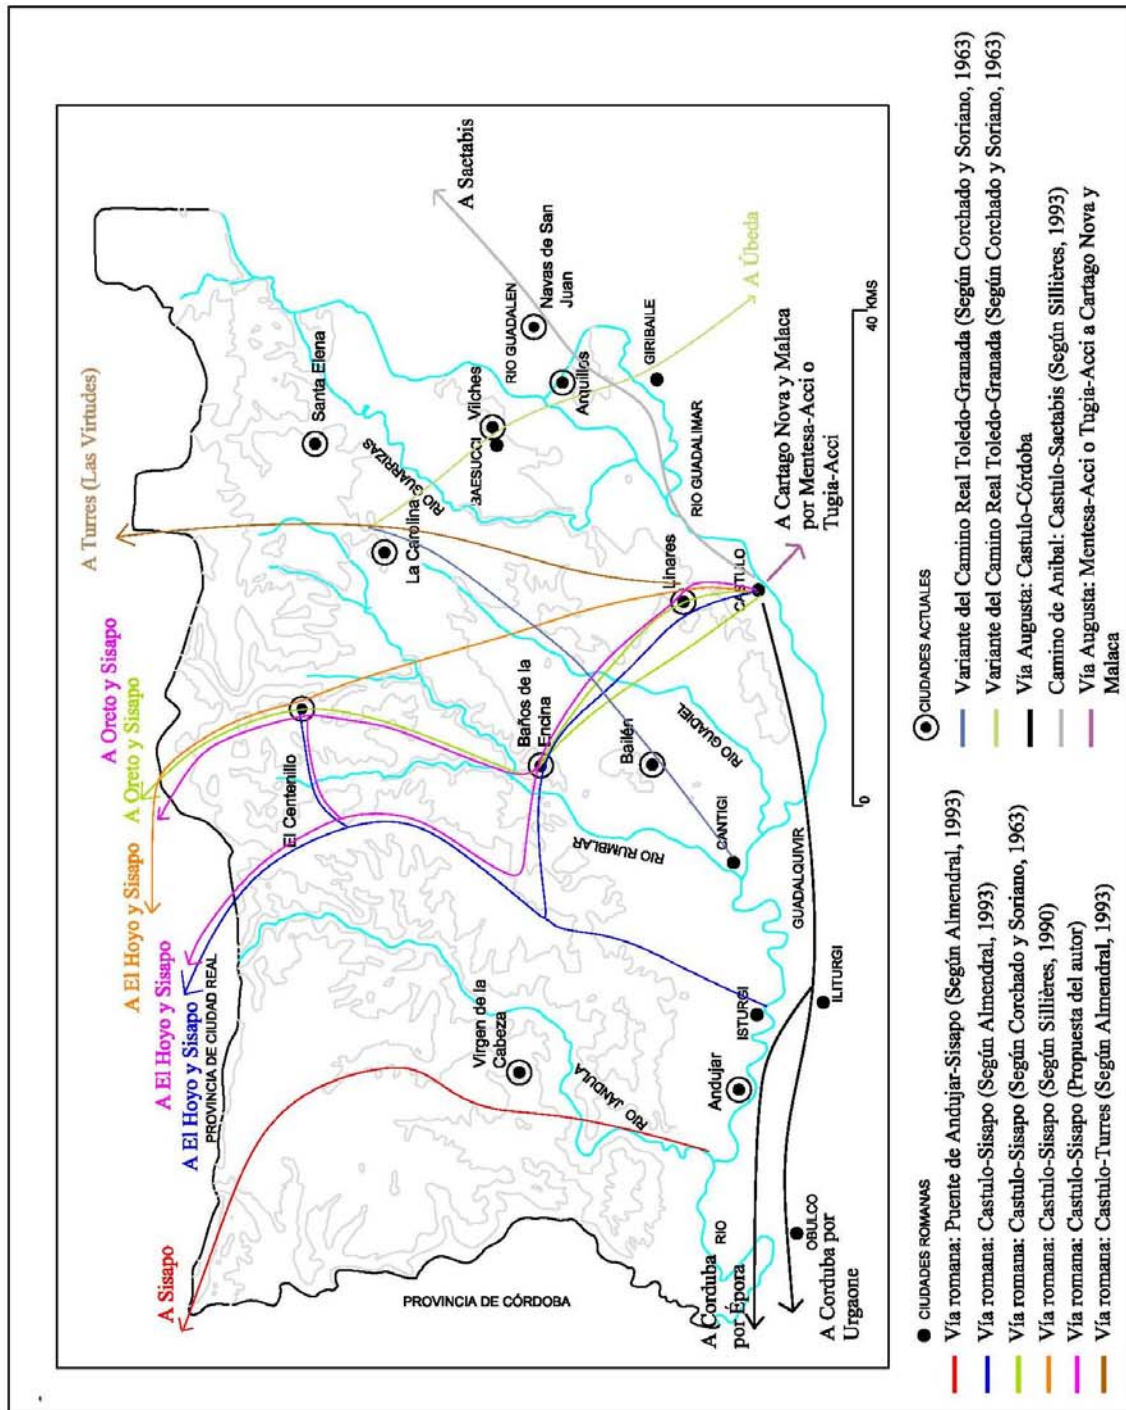 A Turres (Las Virtudes)
A Oreto y Sisapo
A Oreto y Sisapo
A El Hoyo y Sisapo
A El Hoyo y Sisapo
A El Hoyo y Sisapo
PROVINCIA DE CIUDAD REAL
A Sisapo
PROVINCIA DE CÓRDOBA
El Centenillo
Santa Elena
La Carolina
RIO GUARRIZAS
Virgen de la
Cabeza
RÍO JÁNDULA
Baños de la
Encina
RIO RUMBLAR
Bailén
RIO GUADIEL
BAESUCCI
Vilches
RIO GUADALEN
Navas de San
Juan
Arquillos
A Saetabis
GIRIBAILE
A Úbeda
RIO GUADALIMAR
Linares
CASTULO
CANTIGI
Andujar
ISTURGI
ILITURGI
GUADALQUIVIR
RIO
OBULCO
A Corduba
por Épora
A Corduba por
Urgaone
A Cartago Nova y Malaca
por Mentesa-Acci o
Tugia-Acci
0
40 KMS
CIUDADES ROMANAS
Vía romana: Puente de Andujar-Sisapo (Según Almendral, 1993)
Vía romana: Castulo-Sisapo (Según Almendral, 1993)
Vía romana: Castulo-Sisapo (Según Corchado y Soriano, 1963)
Vía romana: Castulo-Sisapo (Según Sillières, 1990)
Vía romana: Castulo-Sisapo (Propuesta del autor)
Vía romana: Castulo-Turres (Según Almendral, 1993)
CIUDADES ACTUALES
Variante del Camino Real Toledo-Granada (Según Corchado y Soriano, 1963)
Variante del Camino Real Toledo-Granada (Según Corchado y Soriano, 1963)
Vía Augusta: Castulo-Córdoba
Camino de Aníbal: Castulo-Saetabis (Según Sillières, 1993)
Vía Augusta: Mentesa-Acci o Tugia-Acci a Cartago Nova y
Malaca